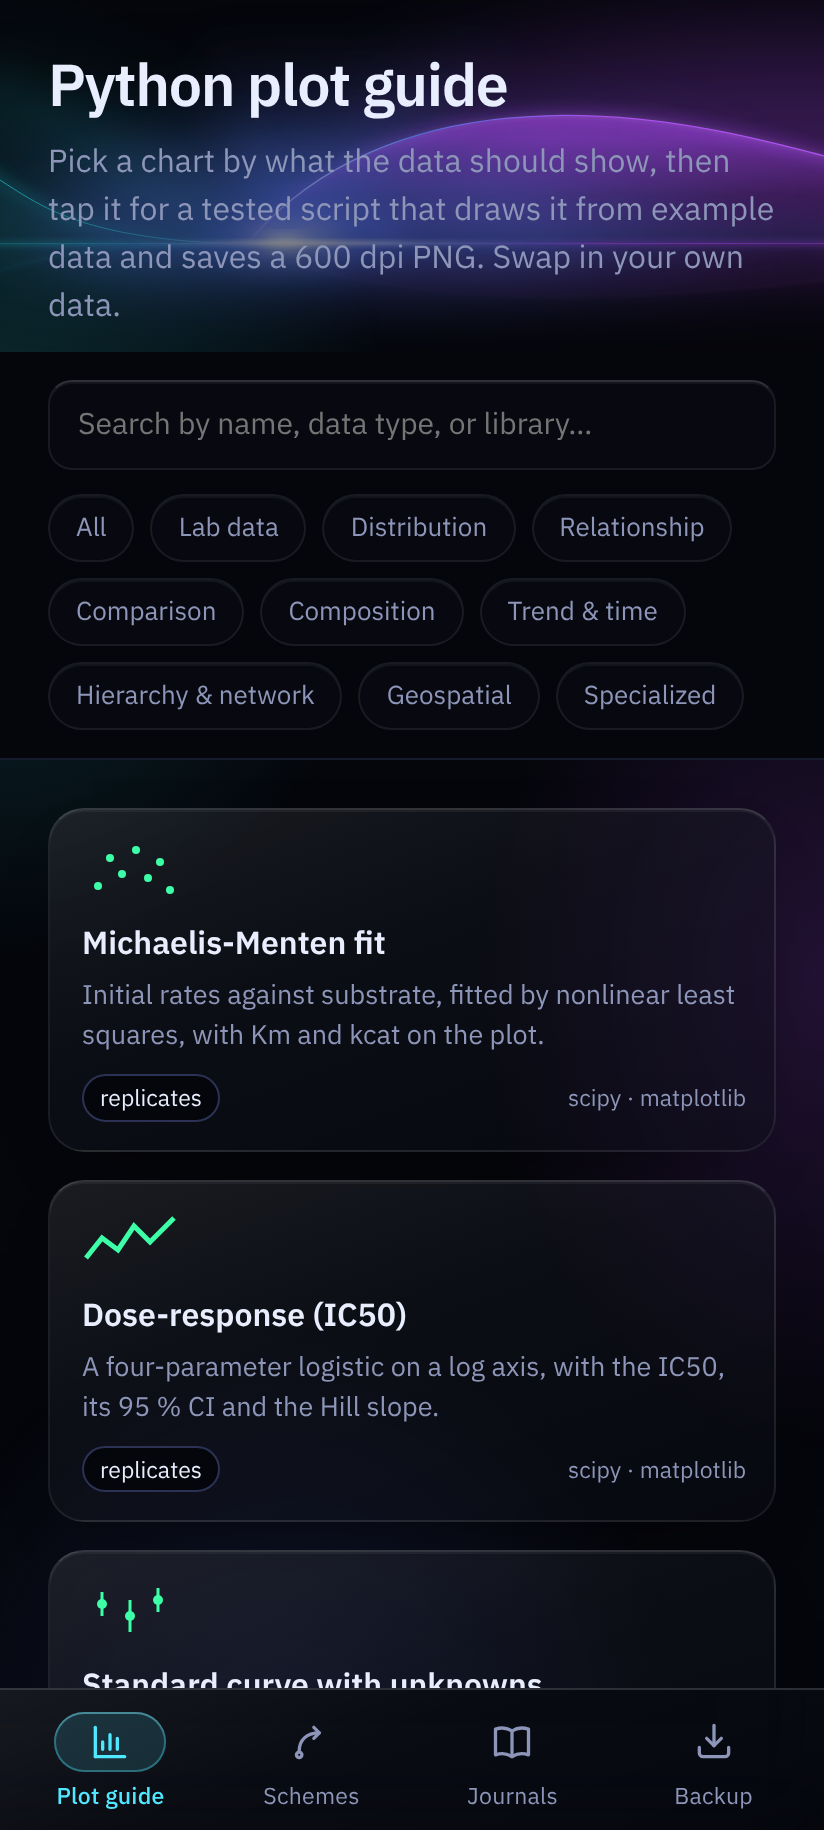 Python plot guide
Pick a chart by what the data should show, then
tap it for a tested script that draws it from example
data and saves a 600 dpi PNG. Swap in your own
data.
Search by name, data type, or library...
All
Lab data
Distribution
Relationship
Comparison
Composition
Trend & time
Hierarchy & network
Geospatial
Specialized
Michaelis-Menten fit
Initial rates against substrate, fitted by nonlinear least
squares, with Km and kcat on the plot.
replicates
scipy · matplotlib
Dose-response (IC50)
A four-parameter logistic on a log axis, with the IC50,
its 95 % CI and the Hill slope.
replicates
scipy · matplotlib
Standard curve with unknowns
Plot guide
Schemes
Journals
Backup